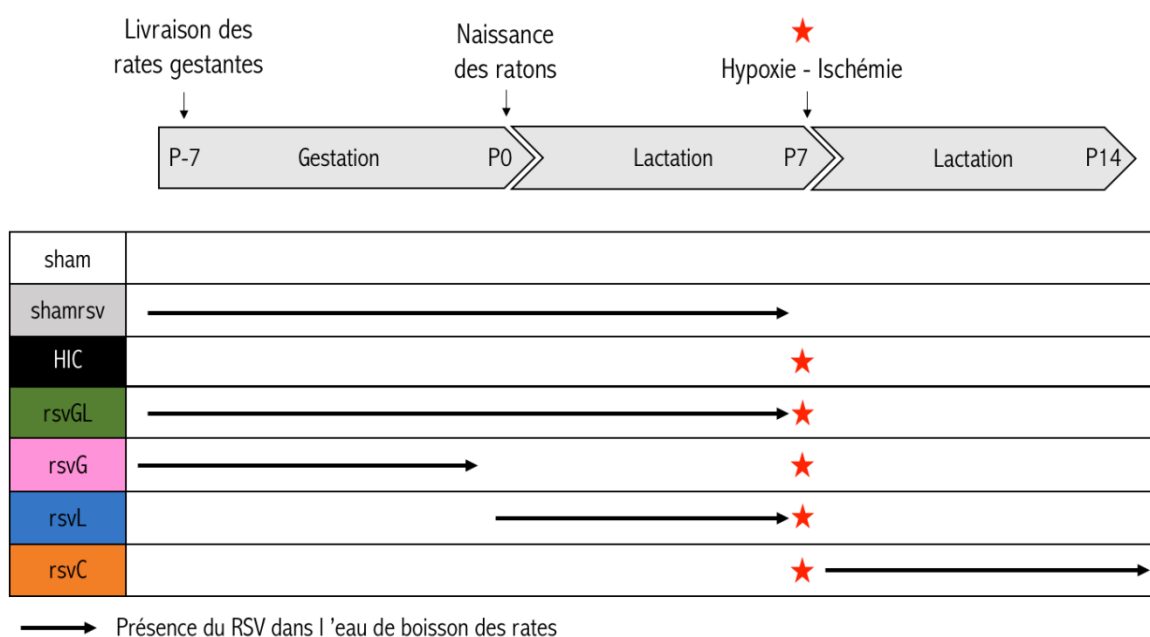 Livraison des
rates gestantes
Naissance
des ratons
Hypoxie - Ischémie
P-7 Gestation P0 Lactation P7 Lactation P14
sham
shamrsv
HIC
rsvGL
rsvG
rsvL
rsvC
Présence du RSV dans l 'eau de boisson des rates